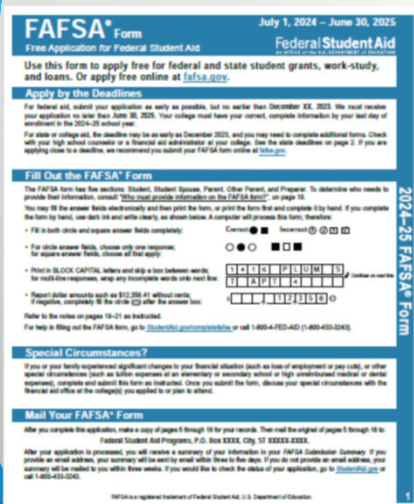 FAFSA® Form
July 1, 2024 – June 30, 2025
Free Application for Federal Student Aid
Federal Student Aid
AN OFFICE OF THE U.S. DEPARTMENT OF EDUCATION
Use this form to apply free for federal and state student grants, work-study,
and loans. Or apply free online at fafsa.gov.
Apply by the Deadlines
For federal aid, submit your application as early as possible, but no earlier than December XX, 2023. We must receive
your application no later than June 30, 2025. Your college must have your correct, complete information by your last day of
enrollment in the 2024-25 school year.
For state or college aid, the deadline may be as early as December 2023, and you may need to complete additional forms. Check
with your high school counselor or a financial aid administrator at your college. See the state deadlines on page 2. If you are
applying close to a deadline, we recommend you submit your FAFSA form online at fafsa.gov.
Fill Out the FAFSA® Form
The FAFSA form has five sections: Student, Student Spouse, Parent, Other Parent, and Preparer. To determine who needs to
provide their information, consult "Who must provide information on the FAFSA form?", on page
You may fill the answer fields electronically and then print the form, or print the form first and complete it by hand. If you complete
the form by hand, use dark ink and write clearly, as shown below. A computer will process this form; therefore:
• Fill in both circle and square answer fields completely: Correct Incorrect
• For circle answer fields, choose only one response;
for square answer fields, choose all that apply:
• Print in BLOCK CAPITAL letters and skip a box between words;
for multi-line responses, wrap any incomplete words onto next line:
1416 PLUM S
T APT 4
Continue on next line
• Report dollar amounts such as $12,356.41 without cents;
if negative, completely fill the circle after the answer box:
$ 12356
Refer to the notes on pages 19–21 as instructed.
For help in filling out the FAFSA form, go to StudentAid.gov/completefafsa or call 1-800-4-FED-AID (1-800-433-3243).
Special Circumstances?
If you or your family experienced significant changes to your financial situation (such as loss of employment or pay cuts), or other
special circumstances (such as tuition expenses at an elementary or secondary school or high unreimbursed medical or dental
expenses), complete and submit this form as instructed. Once you submit the form, discuss your special circumstances with the
financial aid office at the college(s) you applied to or plan to attend.
Mail Your FAFSA® Form
After you complete this application, make a copy of pages 5 through 18 for your records. Then mail the original of pages 5 through 18 to:
Federal Student Aid Programs, P.O. Box XXXX, City, ST XXXXX-XXXX.
After your application is processed, you will receive a summary of your information in your FAFSA Submission Summary. If you
provide an email address, your summary will be sent by email within three to five days. If you do not provide an email address, your
summary will be mailed to you within three weeks. If you would like to check the status of your application, go to StudentAid.gov or
call 1-800-433-3243.
FAFSA is a registered trademark of Federal Student Aid, U.S. Department of Education.
2024–25 FAFSA® Form
1